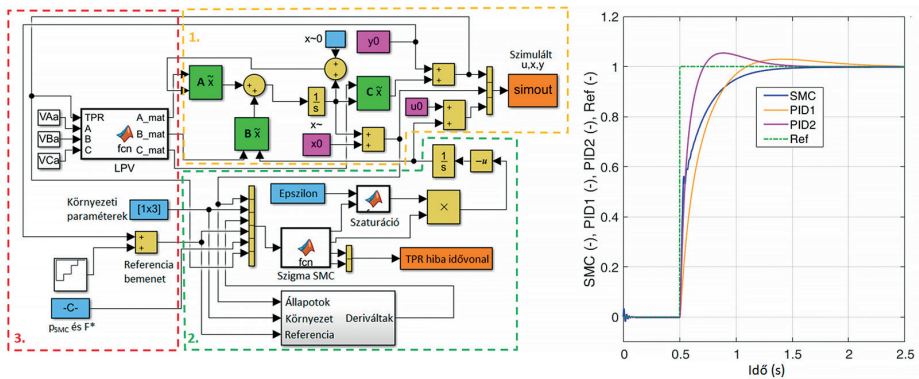 1.
x~0
y0
Szimulált
u,x,y
simout
A x̃
+
+
+
+
1
s
C x̃
+
+
u0
+
+
B x̃
x~
x0
+
+
VAa
VBa
VCa
TPR
A
B
C
A_mat
B_mat
C_mat
fcn
LPV
2.
1
s
-u
Környezeti
paraméterek
[1x3]
Epszilon
Szaturáció
×
+
+
Referencia
bemenet
fcn
Szigma SMC
TPR hiba idővonal
-C-
pSMC és F*
Állapotok
Környezet
Referencia
Deriváltak
3.
SMC (-), PID1 (-), PID2 (-), Ref (-)
1.2
1
0.8
0.6
0.4
0.2
0
0 0.5 1 1.5 2 2.5
Idő (s)
SMC
PID1
PID2
Ref